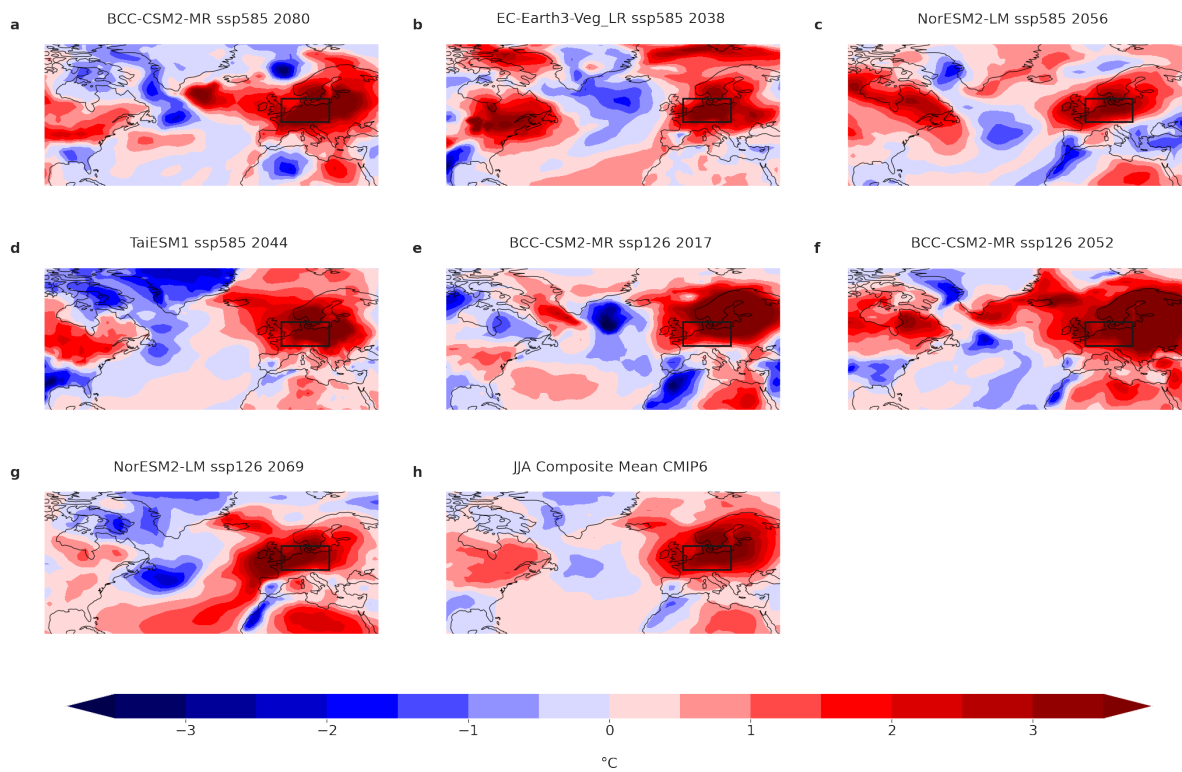 a
BCC-CSM2-MR ssp585 2080
b
EC-Earth3-Veg_LR ssp585 2038
c
NorESM2-LM ssp585 2056
d
TaiESM1 ssp585 2044
e
BCC-CSM2-MR ssp126 2017
f
BCC-CSM2-MR ssp126 2052
g
NorESM2-LM ssp126 2069
h
JJA Composite Mean CMIP6
−3 −2 −1 0 1 2 3
°C